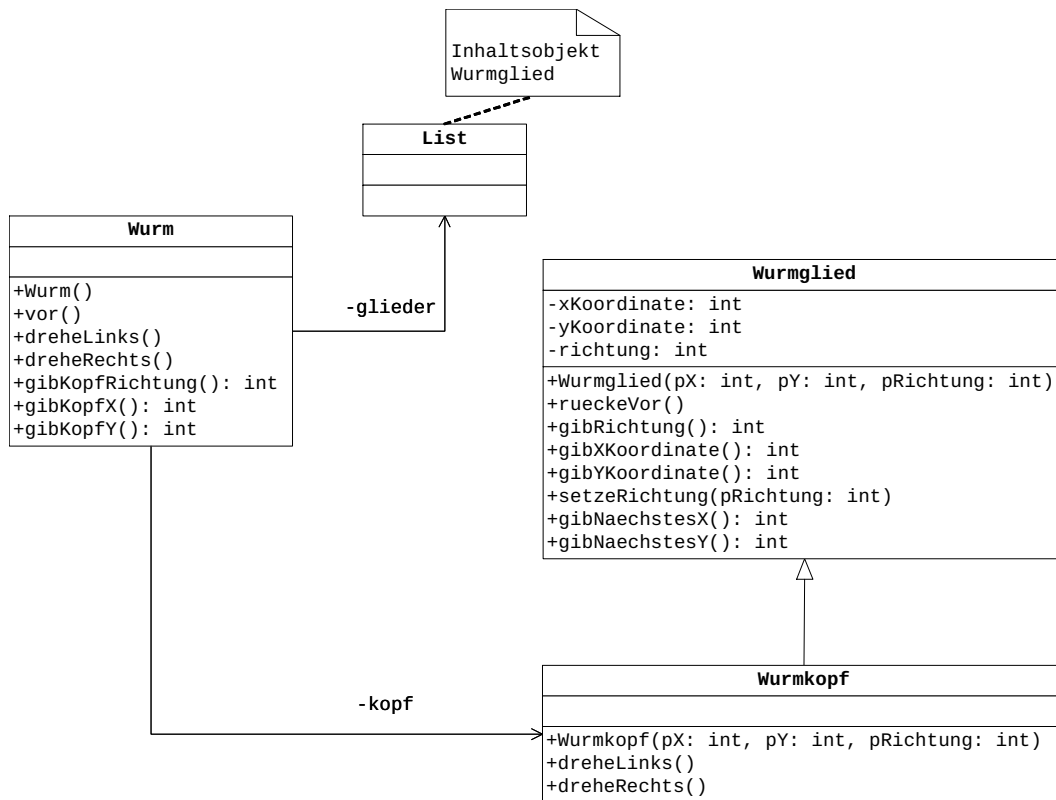 Inhaltsobjekt
Wurmglied
List
Wurm
+Wurm()
+vor()
+dreheLinks()
+dreheRechts()
+gibKopfRichtung(): int
+gibKopfX(): int
+gibKopfY(): int
-glieder
Wurmglied
-xKoordinate: int
-yKoordinate: int
-richtung: int
+Wurmglied(pX: int, pY: int, pRichtung: int)
+rueckeVor()
+gibRichtung(): int
+gibXKoordinate(): int
+gibYKoordinate(): int
+setzeRichtung(pRichtung: int)
+gibNaechstesX(): int
+gibNaechstesY(): int
-kopf
Wurmkopf
+Wurmkopf(pX: int, pY: int, pRichtung: int)
+dreheLinks()
+dreheRechts()